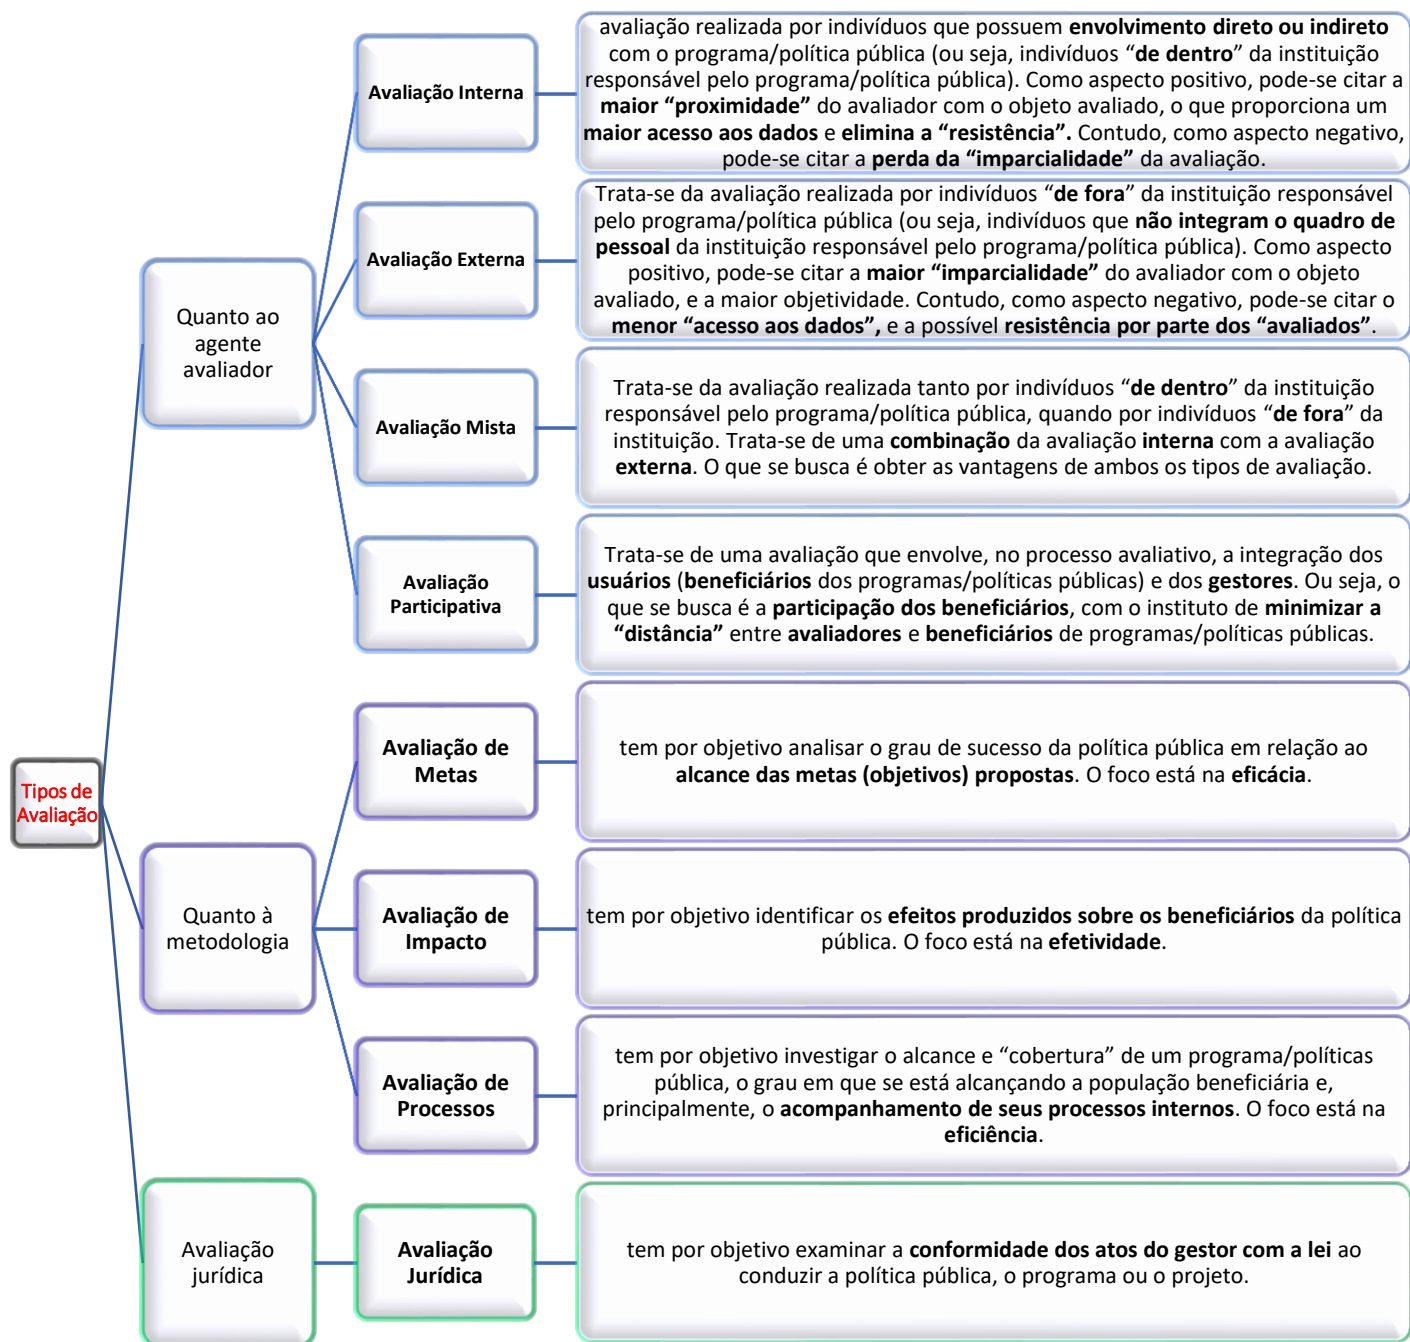 Tipos de
Avaliação
Quanto ao
agente
avaliador
Avaliação Interna
avaliação realizada por indivíduos que possuem envolvimento direto ou indireto
com o programa/política pública (ou seja, indivíduos “de dentro” da instituição
responsável pelo programa/política pública). Como aspecto positivo, pode-se citar a
maior “proximidade” do avaliador com o objeto avaliado, o que proporciona um
maior acesso aos dados e elimina a “resistência”. Contudo, como aspecto negativo,
pode-se citar a perda da “imparcialidade” da avaliação.
Avaliação Externa
Trata-se da avaliação realizada por indivíduos “de fora” da instituição responsável
pelo programa/política pública (ou seja, indivíduos que não integram o quadro de
pessoal da instituição responsável pelo programa/política pública). Como aspecto
positivo, pode-se citar a maior “imparcialidade” do avaliador com o objeto
avaliado, e a maior objetividade. Contudo, como aspecto negativo, pode-se citar o
menor “acesso aos dados”, e a possível resistência por parte dos “avaliados”.
Avaliação Mista
Trata-se da avaliação realizada tanto por indivíduos “de dentro” da instituição
responsável pelo programa/política pública, quando por indivíduos “de fora” da
instituição. Trata-se de uma combinação da avaliação interna com a avaliação
externa. O que se busca é obter as vantagens de ambos os tipos de avaliação.
Avaliação
Participativa
Trata-se de uma avaliação que envolve, no processo avaliativo, a integração dos
usuários (beneficiários dos programas/políticas públicas) e dos gestores. Ou seja, o
que se busca é a participação dos beneficiários, com o instituto de minimizar a
“distância” entre avaliadores e beneficiários de programas/políticas públicas.
Quanto à
metodologia
Avaliação de
Metas
tem por objetivo analisar o grau de sucesso da política pública em relação ao
alcance das metas (objetivos) propostas. O foco está na eficácia.
Avaliação de
Impacto
tem por objetivo identificar os efeitos produzidos sobre os beneficiários da política
pública. O foco está na efetividade.
Avaliação de
Processos
tem por objetivo investigar o alcance e “cobertura” de um programa/políticas
pública, o grau em que se está alcançando a população beneficiária e,
principalmente, o acompanhamento de seus processos internos. O foco está na
eficiência.
Avaliação
jurídica
Avaliação
Jurídica
tem por objetivo examinar a conformidade dos atos do gestor com a lei ao
conduzir a política pública, o programa ou o projeto.